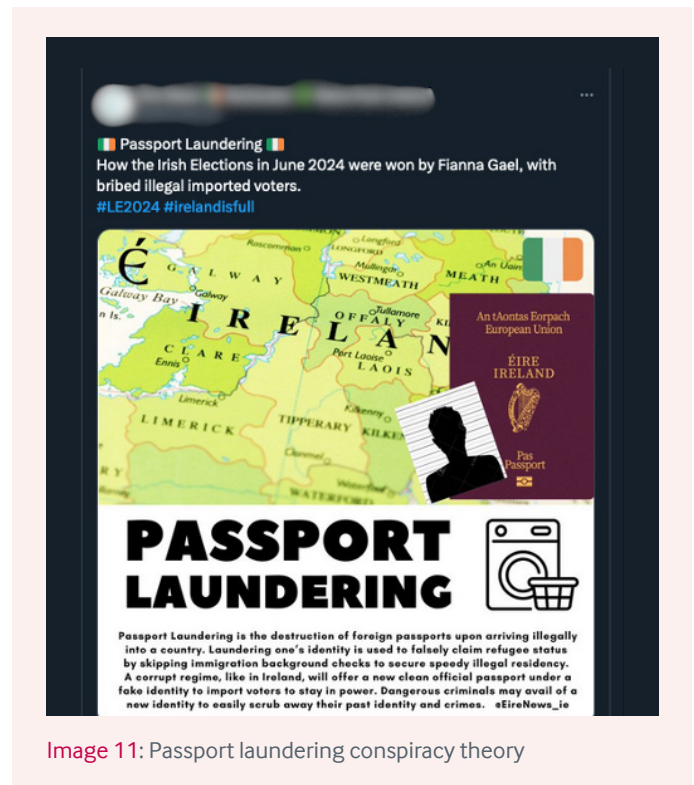 🇮🇪 Passport Laundering 🇮🇪
How the Irish Elections in June 2024 were won by Fianna Gael, with
bribed illegal imported voters.
#LE2024 #irelandisfull
Roscommon
Longford
LONGFORD
É
GALWAY
Mullingar
WESTMEATH
MEATH
An Uaimh
Galway Bay
Galway
IRELAN
OFFALY
Tullamore
An tAontas Eorpach
European Union
CLARE
Ennis
Port Laoise
LAOIS
ÉIRE
IRELAND
Limerick
LIMERICK
TIPPERARY
Kilkenny
Clonmel
Waterford
WATERFORD
Pas
Passport
PASSPORT
LAUNDERING
Passport Laundering is the destruction of foreign passports upon arriving illegally
into a country. Laundering one's identity is used to falsely claim refugee status
by skipping immigration background checks to secure speedy illegal residency.
A corrupt regime, like in Ireland, will offer a new clean official passport under a
fake identity to import voters to stay in power. Dangerous criminals may avail of a
new identity to easily scrub away their past identity and crimes. @EireNews_ie
Image 11: Passport laundering conspiracy theory